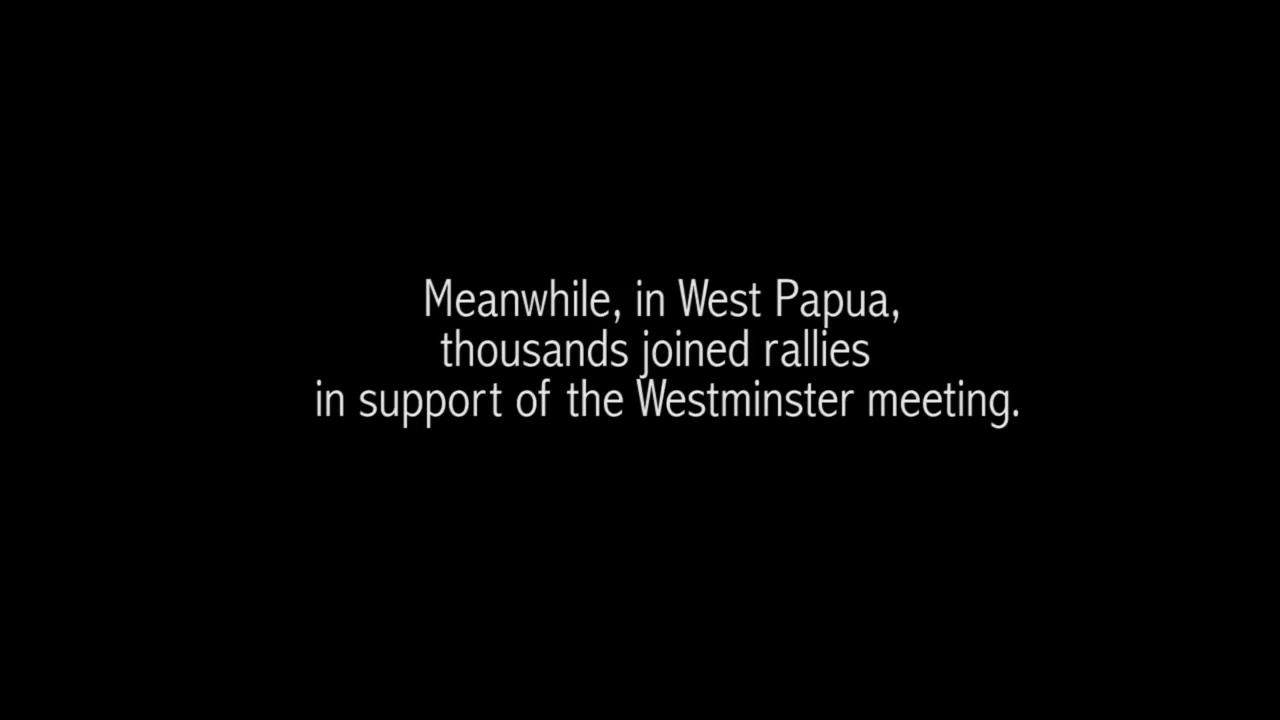 Meanwhile, in West Papua,
thousands joined rallies
in support of the Westminster meeting.